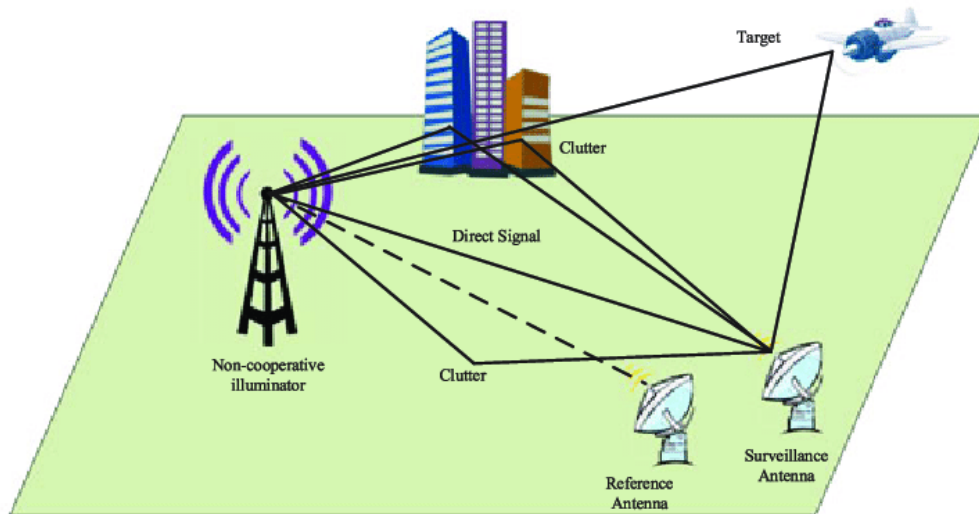 Target
Clutter
Direct Signal
Non-cooperative
illuminator
Clutter
Surveillance
Antenna
Reference
Antenna